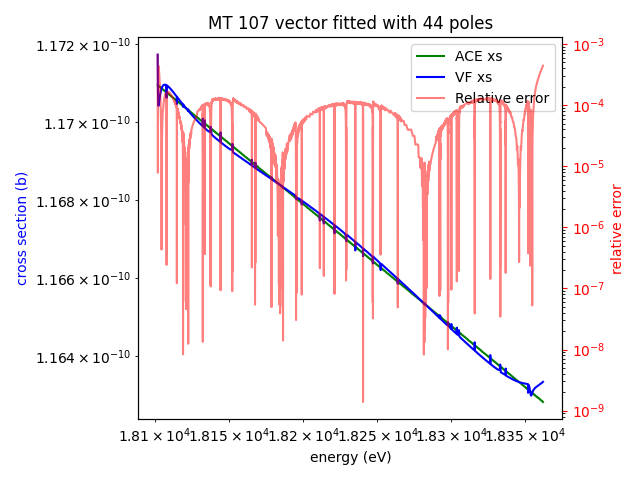 MT 107 vector fitted with 44 poles
ACE xs
VF xs
Relative error
1.172 × 10⁻¹⁰
1.17 × 10⁻¹⁰
1.168 × 10⁻¹⁰
1.166 × 10⁻¹⁰
1.164 × 10⁻¹⁰
cross section (b)
10⁻³
10⁻⁴
10⁻⁵
10⁻⁶
10⁻⁷
10⁻⁸
10⁻⁹
relative error
1.81 × 10⁴ 1.815 × 10⁴ 1.82 × 10⁴ 1.825 × 10⁴ 1.83 × 10⁴ 1.835 × 10⁴
energy (eV)